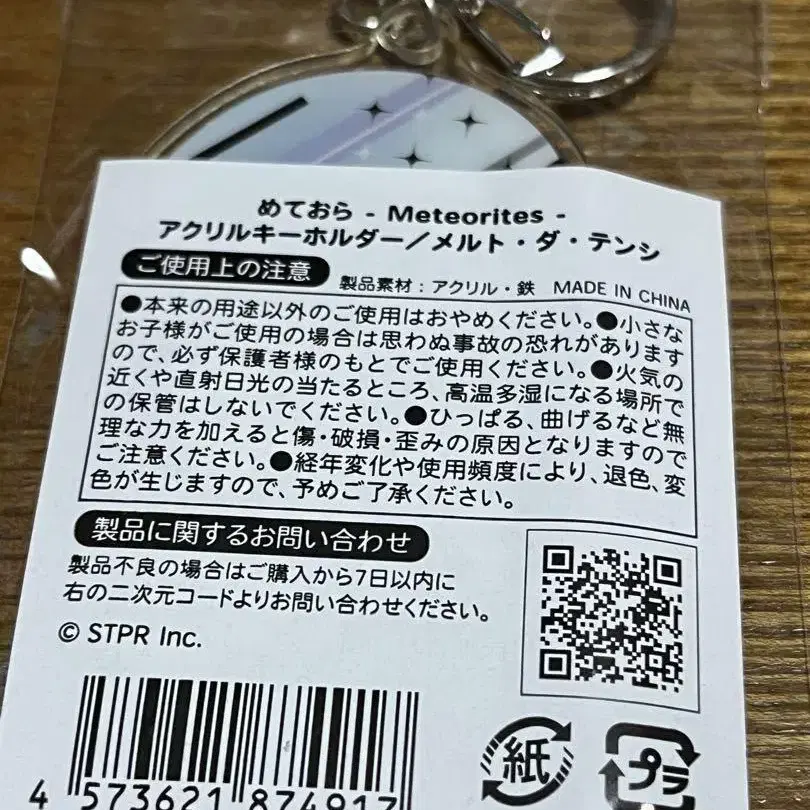 めておら - Meteorites -
アクリルキーホルダー/メルト・ダ・テンシ
ご使用上の注意
製品素材:アクリル・鉄 MADE IN CHINA
●本来の用途以外のご使用はおやめください。●小さな
お子様がご使用の場合は思わぬ事故の恐れがあります
ので、必ず保護者様のもとでご使用ください。●火気の
近くや直射日光の当たるところ、高温多湿になる場所で
の保管はしないでください。●ひっぱる、曲げるなど無
理な力を加えると傷・破損・歪みの原因となりますので
ご注意ください。●経年変化や使用頻度により、退色、変
色が生じますので、予めご了承ください。
製品に関するお問い合わせ
製品不良の場合はご購入から7日以内に
右の二次元コードよりお問い合わせください。
© STPR Inc.
4 573621 874917
紙
プラ